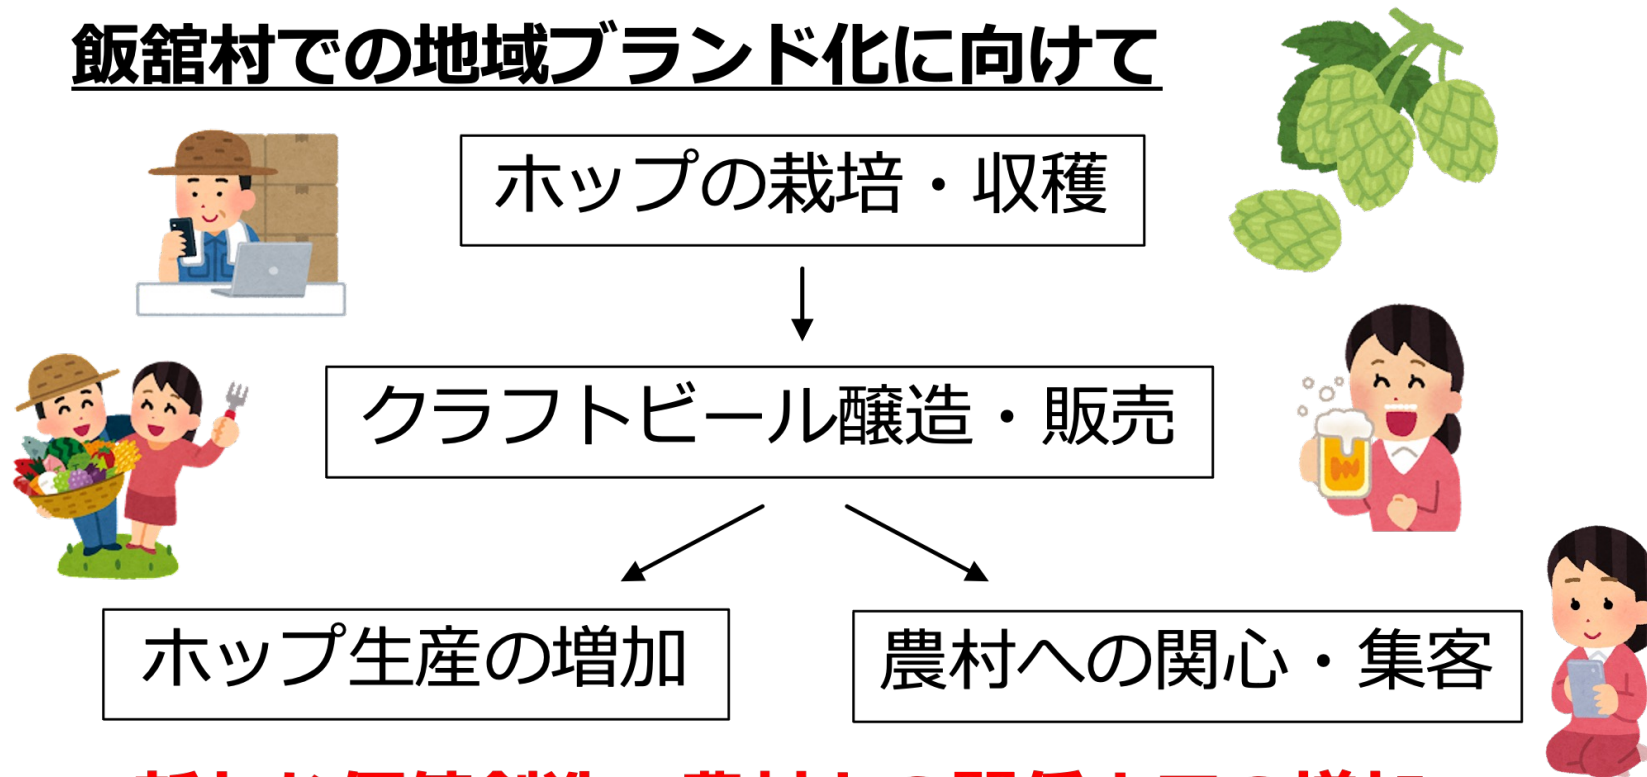 飯舘村での地域ブランド化に向けて
ホップの栽培・収穫
クラフトビール醸造・販売
ホップ生産の増加
農村への関心・集客